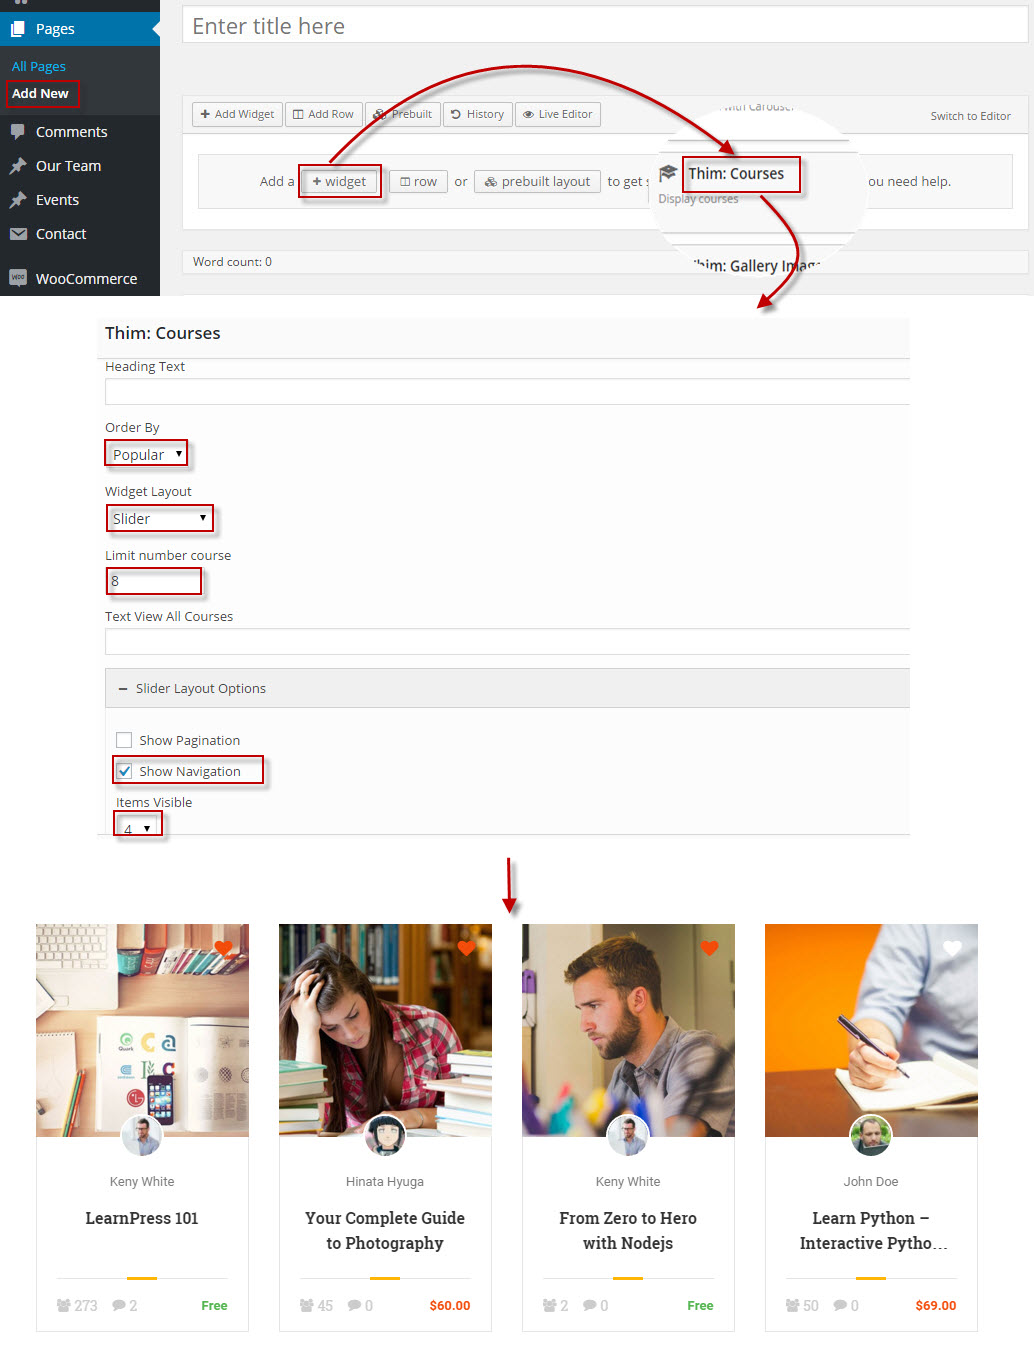 Pages
All Pages
Add New
Comments
Our Team
Events
Contact
WooCommerce
Enter title here
Add Widget Add Row Prebuilt History Live Editor Switch to Editor
with Carousel
Add a + widget row or prebuilt layout to get s Thim: Courses ou need help.
Display courses
Word count: 0
Thim: Gallery Imag
Thim: Courses
Heading Text
Order By
Popular
Widget Layout
Slider
Limit number course
8
Text View All Courses
Slider Layout Options
Show Pagination
Show Navigation
Items Visible
4
Keny White Hinata Hyuga Keny White John Doe
LearnPress 101 Your Complete Guide From Zero to Hero Learn Python –
to Photography with Nodejs Interactive Pytho...
273 2 Free 45 0 $60.00 2 0 Free 50 0 $69.00